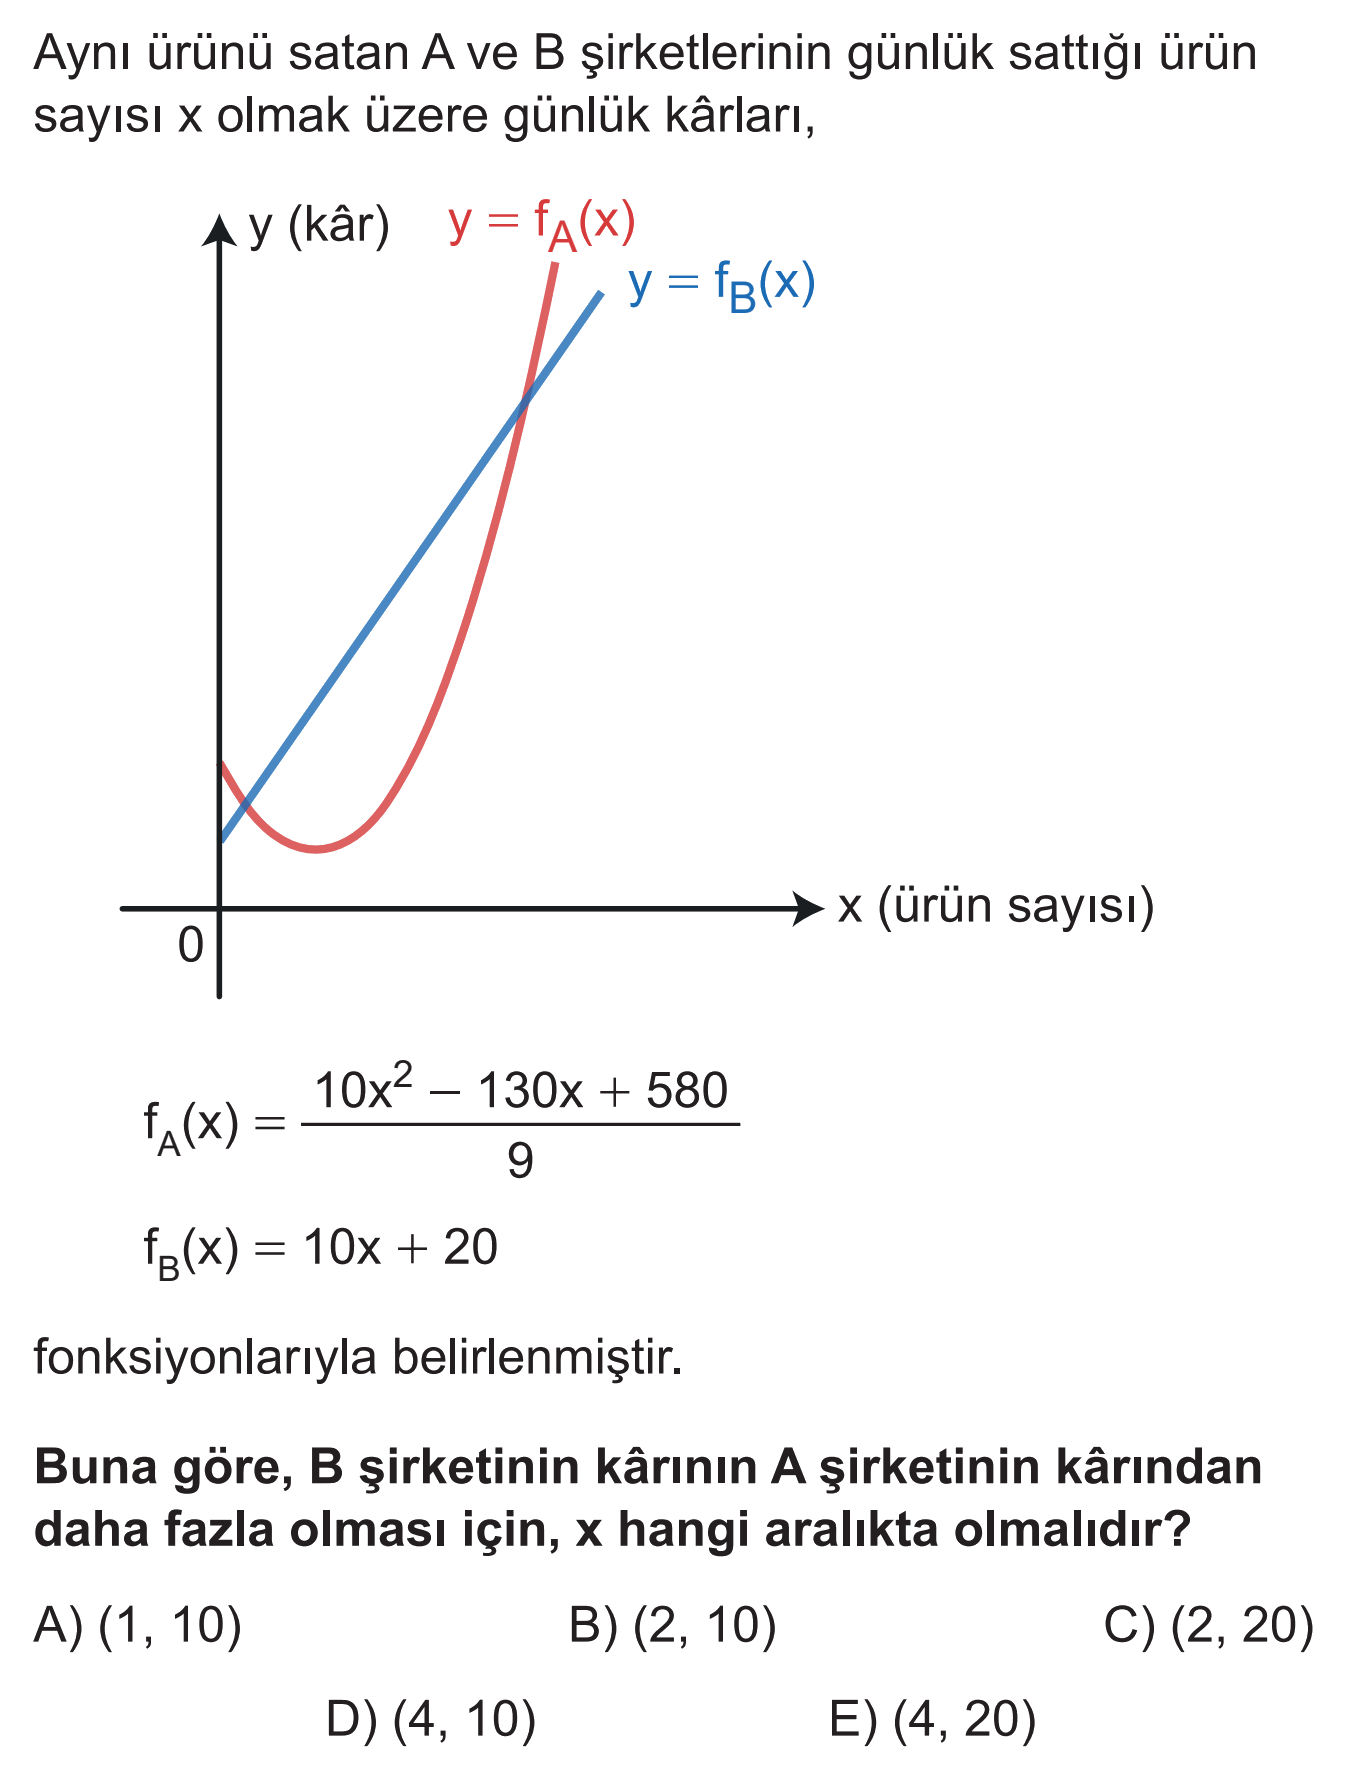 Aynı ürünü satan A ve B şirketlerinin günlük sattığı ürün
sayısı x olmak üzere günlük kârları,
y (kâr)
y = f_A(x)
y = f_B(x)
x (ürün sayısı)
0
f_A(x) = (10x² − 130x + 580) / 9
f_B(x) = 10x + 20
fonksiyonlarıyla belirlenmiştir.
Buna göre, B şirketinin kârının A şirketinin kârından
daha fazla olması için, x hangi aralıkta olmalıdır?
A) (1, 10) B) (2, 10) C) (2, 20)
D) (4, 10) E) (4, 20)